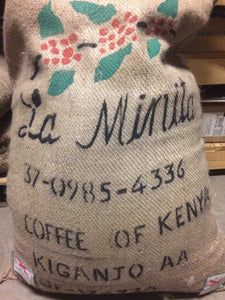 La Minita
37-0985-4336
COFFEE OF KENYA
KIGANJO AA